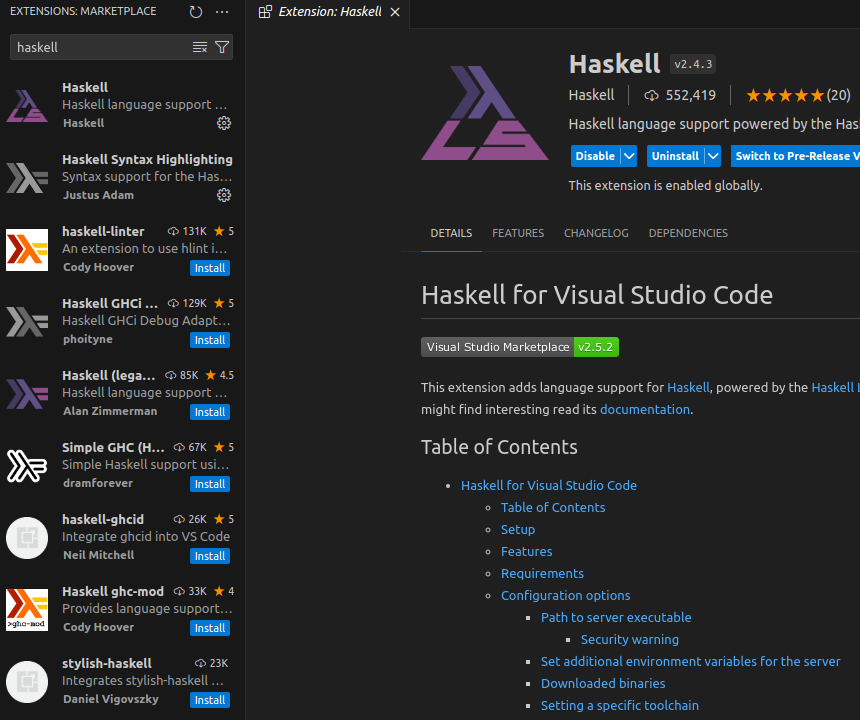 EXTENSIONS: MARKETPLACE
haskell
Haskell
Haskell language support ...
Haskell
Haskell Syntax Highlighting
Syntax support for the Has...
Justus Adam
haskell-linter 131K 5
An extension to use hlint i...
Cody Hoover Install
Haskell GHCi ... 129K 5
Haskell GHCi Debug Adapt...
phoityne Install
Haskell (lega... 85K 4.5
Haskell language support ...
Alan Zimmerman Install
Simple GHC (H... 67K 5
Simple Haskell support usi...
dramforever Install
haskell-ghcid 26K 5
Integrate ghcid into VS Code
Neil Mitchell Install
Haskell ghc-mod 33K 4
Provides language support...
>ghc-mod
Cody Hoover Install
stylish-haskell 23K
Integrates stylish-haskell ...
Daniel Vigovszky Install
Extension: Haskell
Haskell v2.4.3
Haskell 552,419 (20)
Haskell language support powered by the Has
Disable Uninstall Switch to Pre-Release V
This extension is enabled globally.
DETAILS FEATURES CHANGELOG DEPENDENCIES
Haskell for Visual Studio Code
Visual Studio Marketplace v2.5.2
This extension adds language support for Haskell, powered by the Haskell L
might find interesting read its documentation.
Table of Contents
Haskell for Visual Studio Code
Table of Contents
Setup
Features
Requirements
Configuration options
Path to server executable
Security warning
Set additional environment variables for the server
Downloaded binaries
Setting a specific toolchain